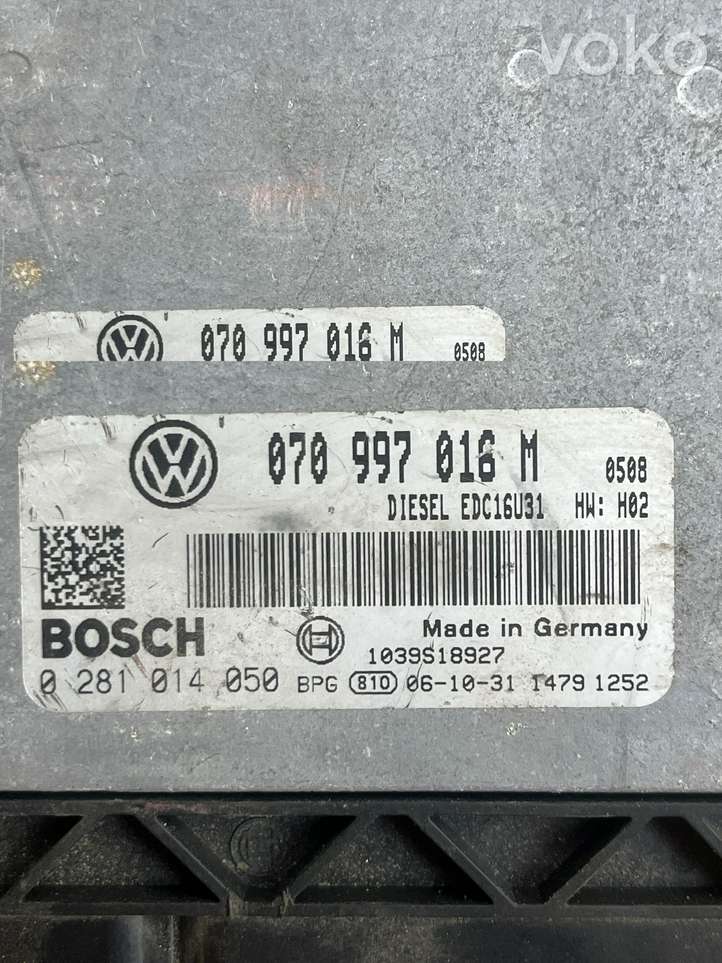 voko
070 997 016 M 0508
070 997 016 M 0508
DIESEL EDC16U31 HW: H02
BOSCH
Made in Germany
1039S18927
0 281 014 050 BPG 810 06-10-31 1479 1252